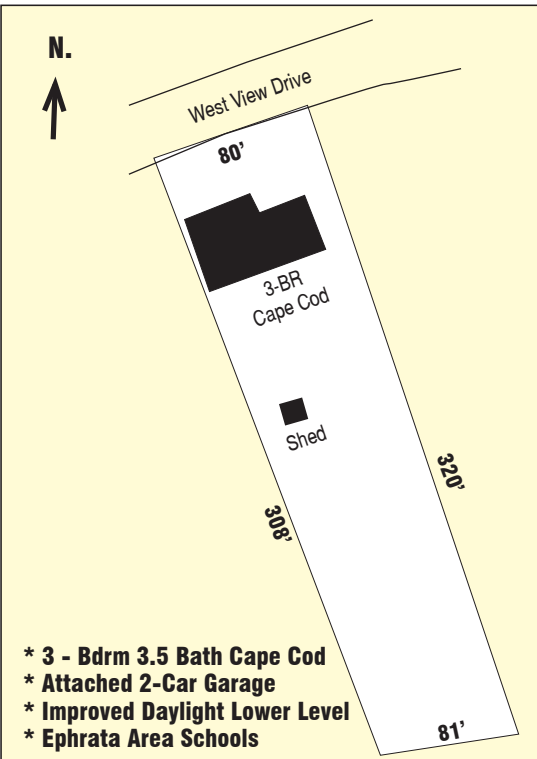 N.
West View Drive
80’
3-BR
Cape Cod
Shed
320’
308’
* 3 - Bdrm 3.5 Bath Cape Cod
* Attached 2-Car Garage
* Improved Daylight Lower Level
* Ephrata Area Schools
81’